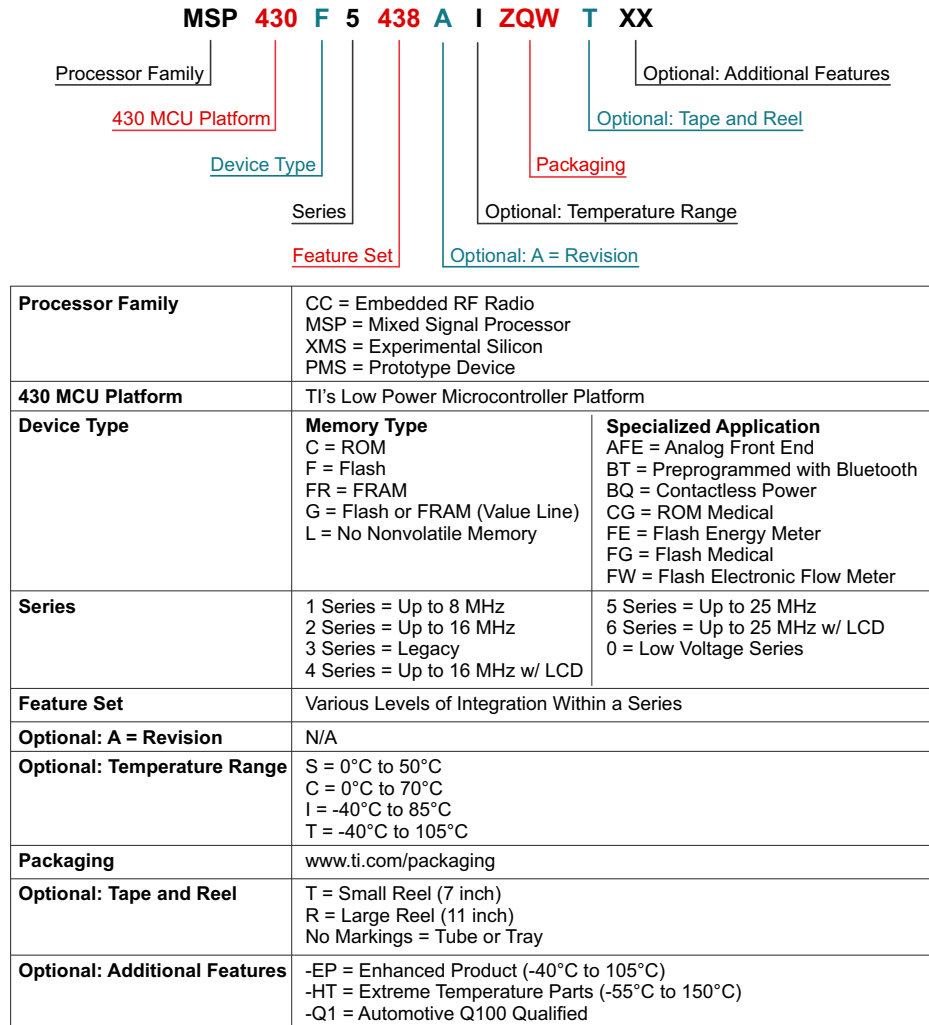 MSP 430 F 5 438 A I ZQW T XX
Processor Family
Optional: Additional Features
430 MCU Platform
Optional: Tape and Reel
Device Type
Packaging
Series
Optional: Temperature Range
Feature Set
Optional: A = Revision
Processor Family
CC = Embedded RF Radio
MSP = Mixed Signal Processor
XMS = Experimental Silicon
PMS = Prototype Device
430 MCU Platform
TI's Low Power Microcontroller Platform
Device Type
Memory Type
C = ROM
F = Flash
FR = FRAM
G = Flash or FRAM (Value Line)
L = No Nonvolatile Memory
Specialized Application
AFE = Analog Front End
BT = Preprogrammed with Bluetooth
BQ = Contactless Power
CG = ROM Medical
FE = Flash Energy Meter
FG = Flash Medical
FW = Flash Electronic Flow Meter
Series
1 Series = Up to 8 MHz
2 Series = Up to 16 MHz
3 Series = Legacy
4 Series = Up to 16 MHz w/ LCD
5 Series = Up to 25 MHz
6 Series = Up to 25 MHz w/ LCD
0 = Low Voltage Series
Feature Set
Various Levels of Integration Within a Series
Optional: A = Revision
N/A
Optional: Temperature Range
S = 0°C to 50°C
C = 0°C to 70°C
I = -40°C to 85°C
T = -40°C to 105°C
Packaging
www.ti.com/packaging
Optional: Tape and Reel
T = Small Reel (7 inch)
R = Large Reel (11 inch)
No Markings = Tube or Tray
Optional: Additional Features
-EP = Enhanced Product (-40°C to 105°C)
-HT = Extreme Temperature Parts (-55°C to 150°C)
-Q1 = Automotive Q100 Qualified